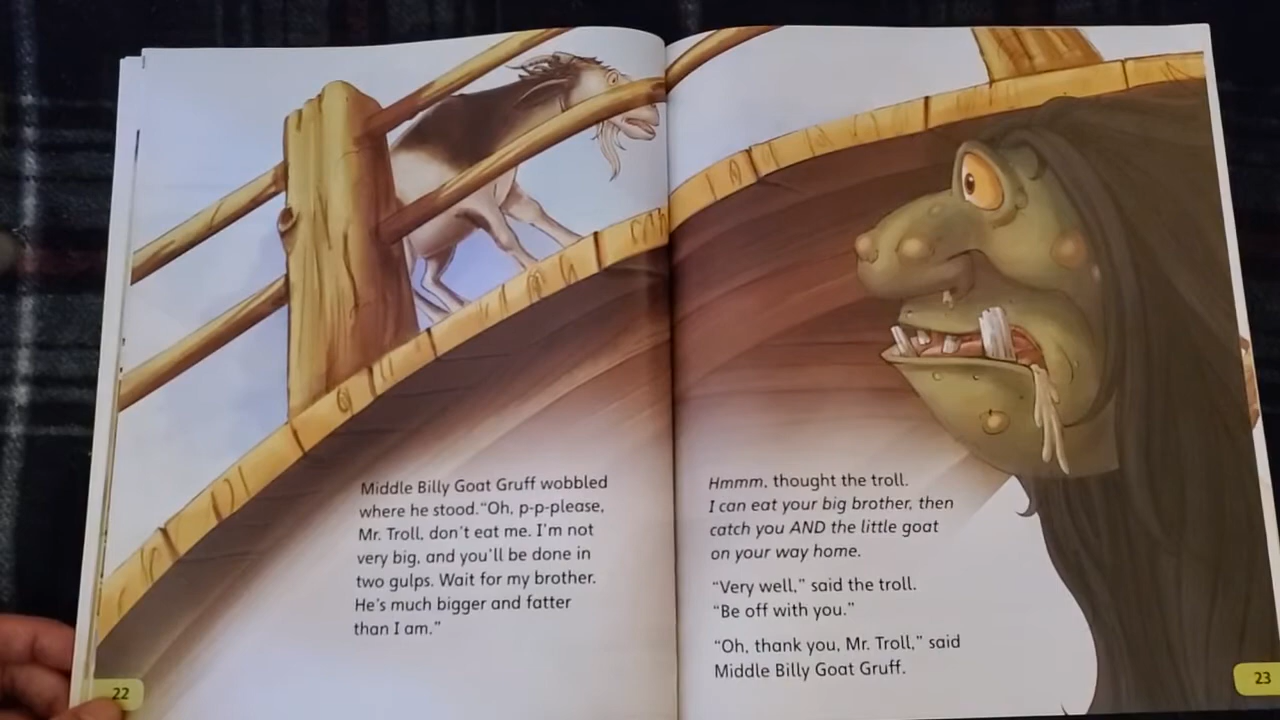 Middle Billy Goat Gruff wobbled
where he stood. “Oh, p-p-please,
Mr. Troll, don’t eat me. I’m not
very big, and you’ll be done in
two gulps. Wait for my brother.
He’s much bigger and fatter
than I am.”
22
Hmmm, thought the troll.
I can eat your big brother, then
catch you AND the little goat
on your way home.
“Very well,” said the troll.
“Be off with you.”
“Oh, thank you, Mr. Troll,” said
Middle Billy Goat Gruff.
23